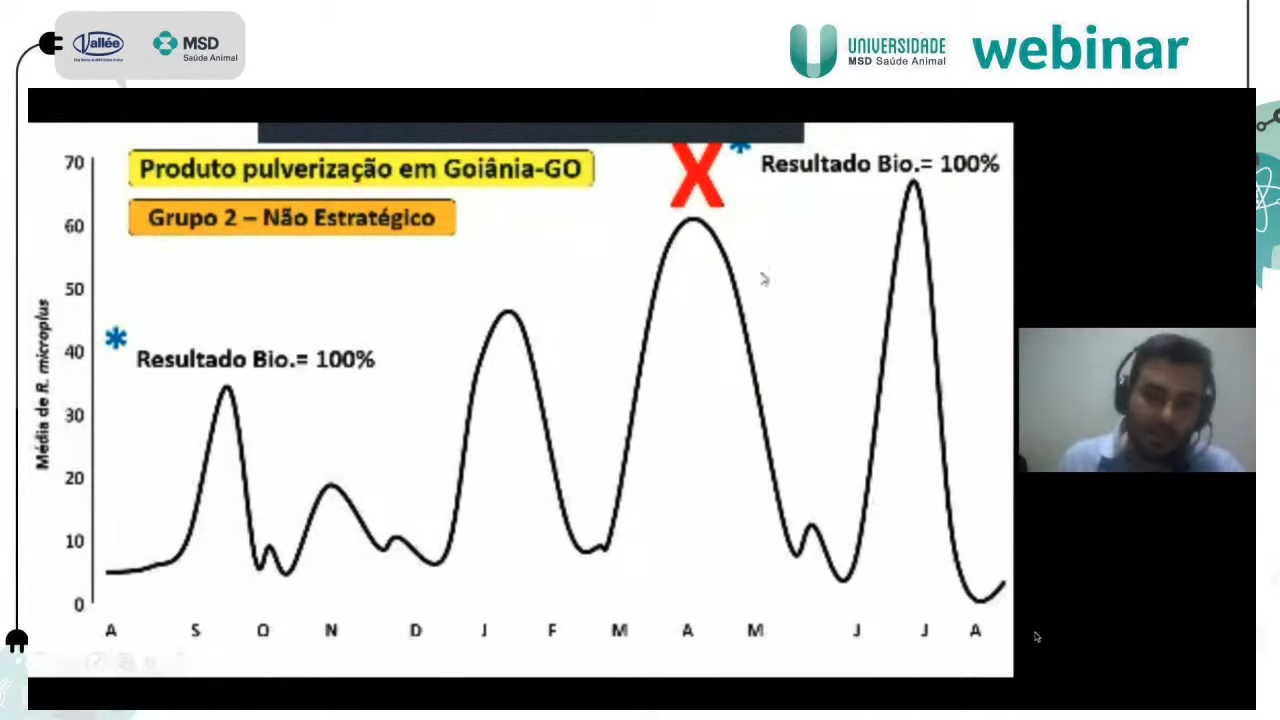 Vallée
MSD
Saúde Animal
UNIVERSIDADE
MSD Saúde Animal
webinar
Produto pulverização em Goiânia-GO
Grupo 2 – Não Estratégico
X
* Resultado Bio.= 100%
* Resultado Bio.= 100%
Média de R. microplus
70
60
50
40
30
20
10
0
A S O N D J F M A M J J A